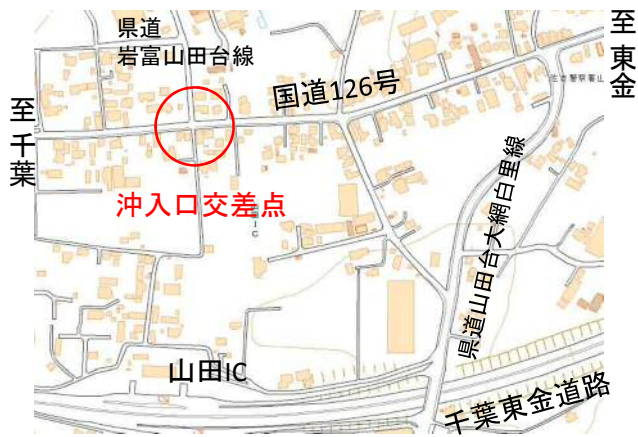 県道
岩富山田台線
国道126号
至 東金
至 千葉
沖入口交差点
県道山田台大網白里線
山田IC
千葉東金道路